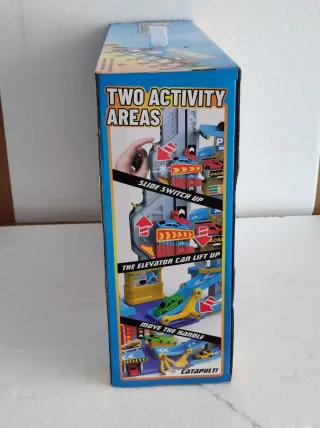 TWO ACTIVITY
AREAS
P
SLIDE SWITCH UP
THE ELEVATOR CAN LIFT UP
MOVE THE HANDLE
CATAPULT!